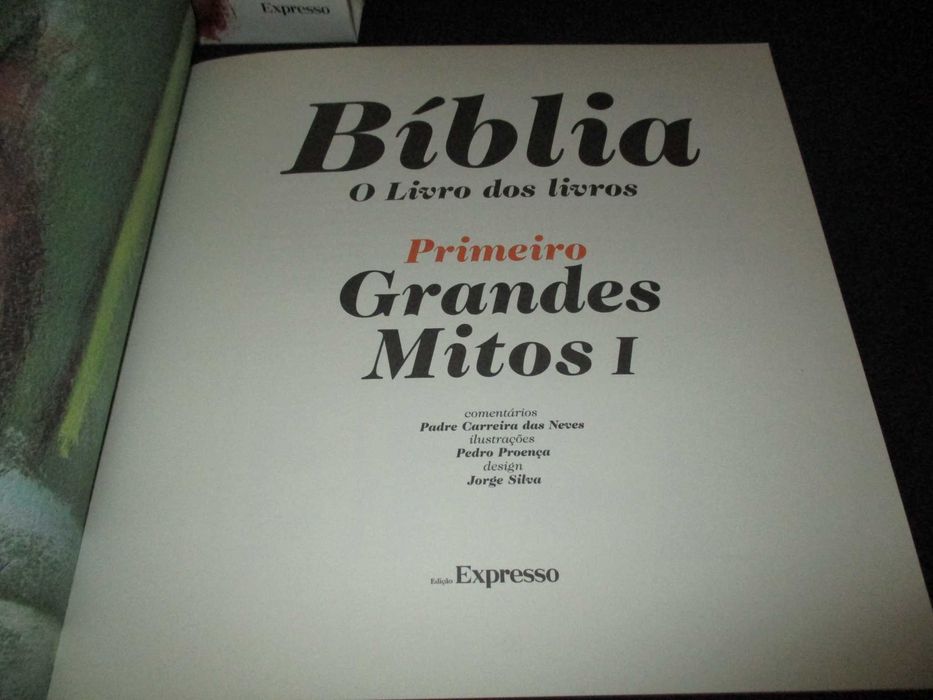 Expresso
Bíblia
O Livro dos livros
Primeiro
Grandes
Mitos I
comentários
Padre Carreira das Neves
ilustrações
Pedro Proença
design
Jorge Silva
Edição Expresso